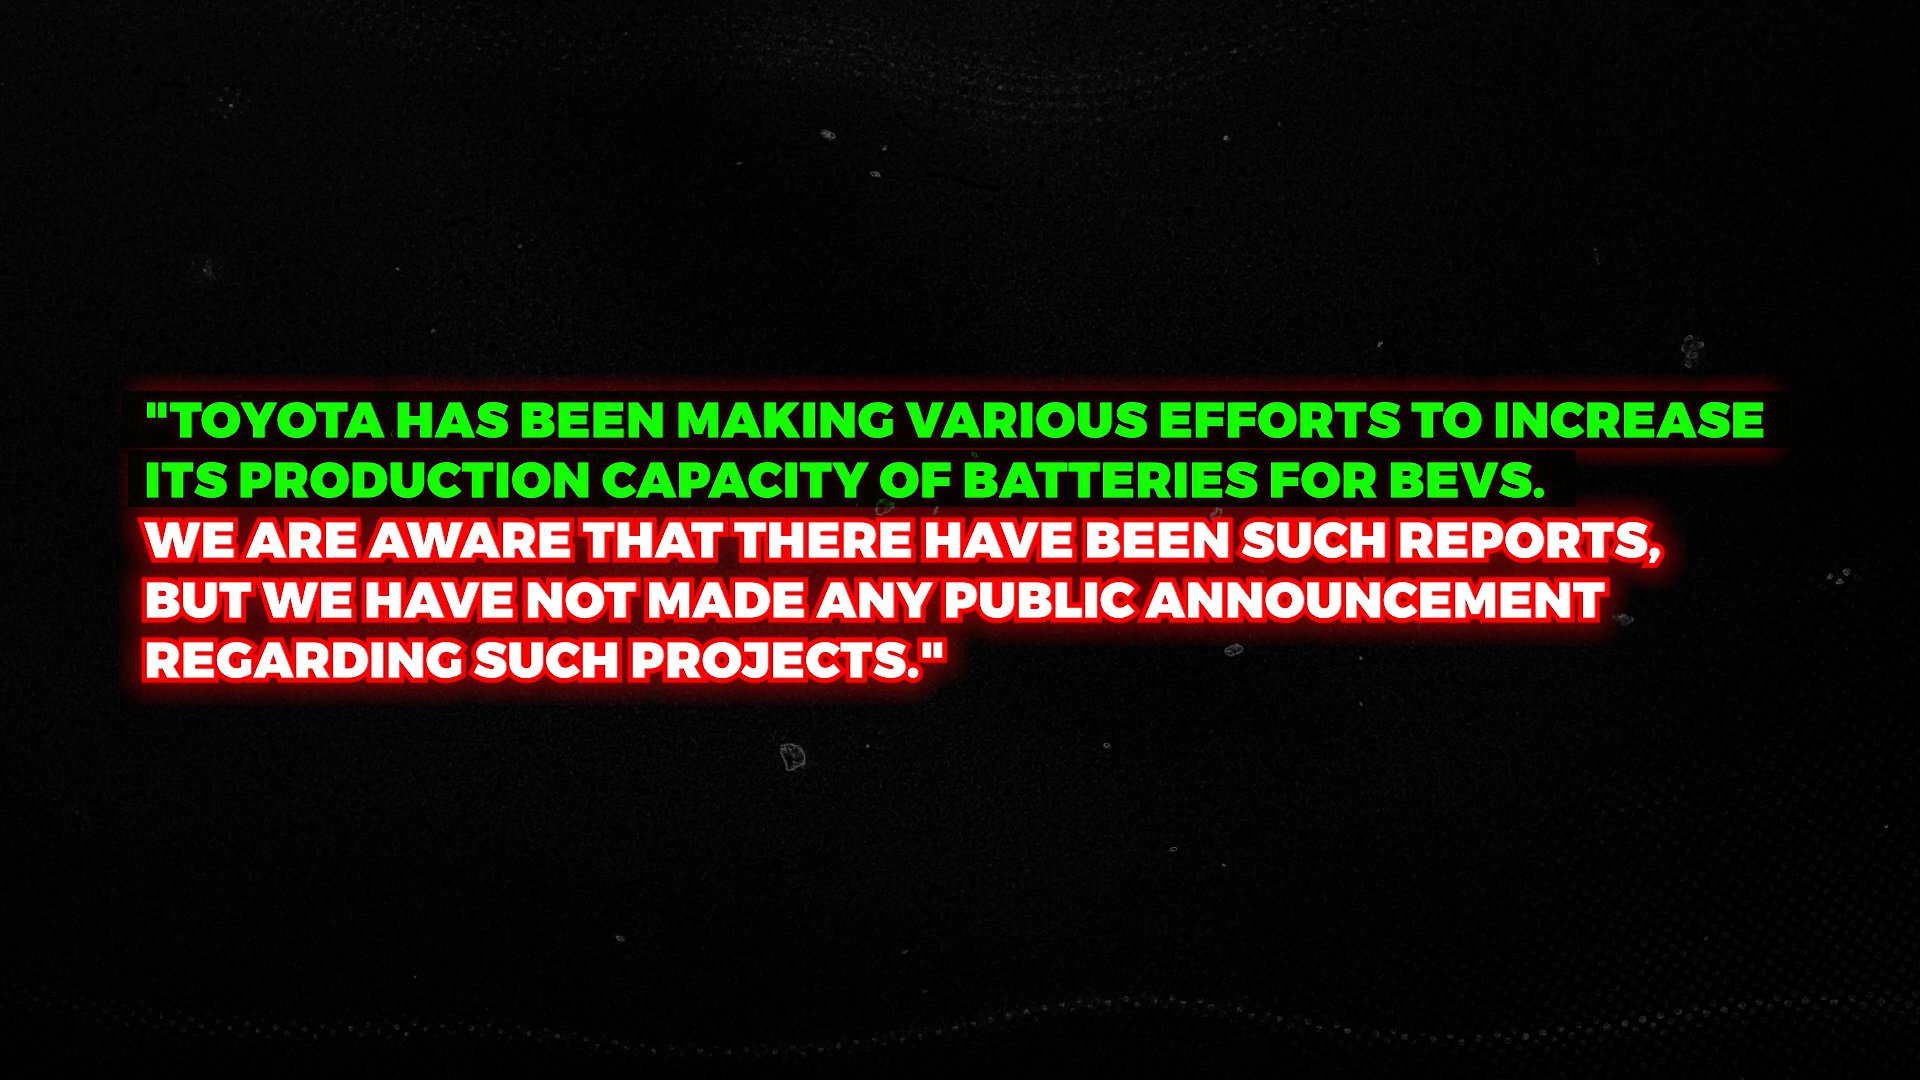 "TOYOTA HAS BEEN MAKING VARIOUS EFFORTS TO INCREASE
ITS PRODUCTION CAPACITY OF BATTERIES FOR BEVS.
WE ARE AWARE THAT THERE HAVE BEEN SUCH REPORTS,
BUT WE HAVE NOT MADE ANY PUBLIC ANNOUNCEMENT
REGARDING SUCH PROJECTS."